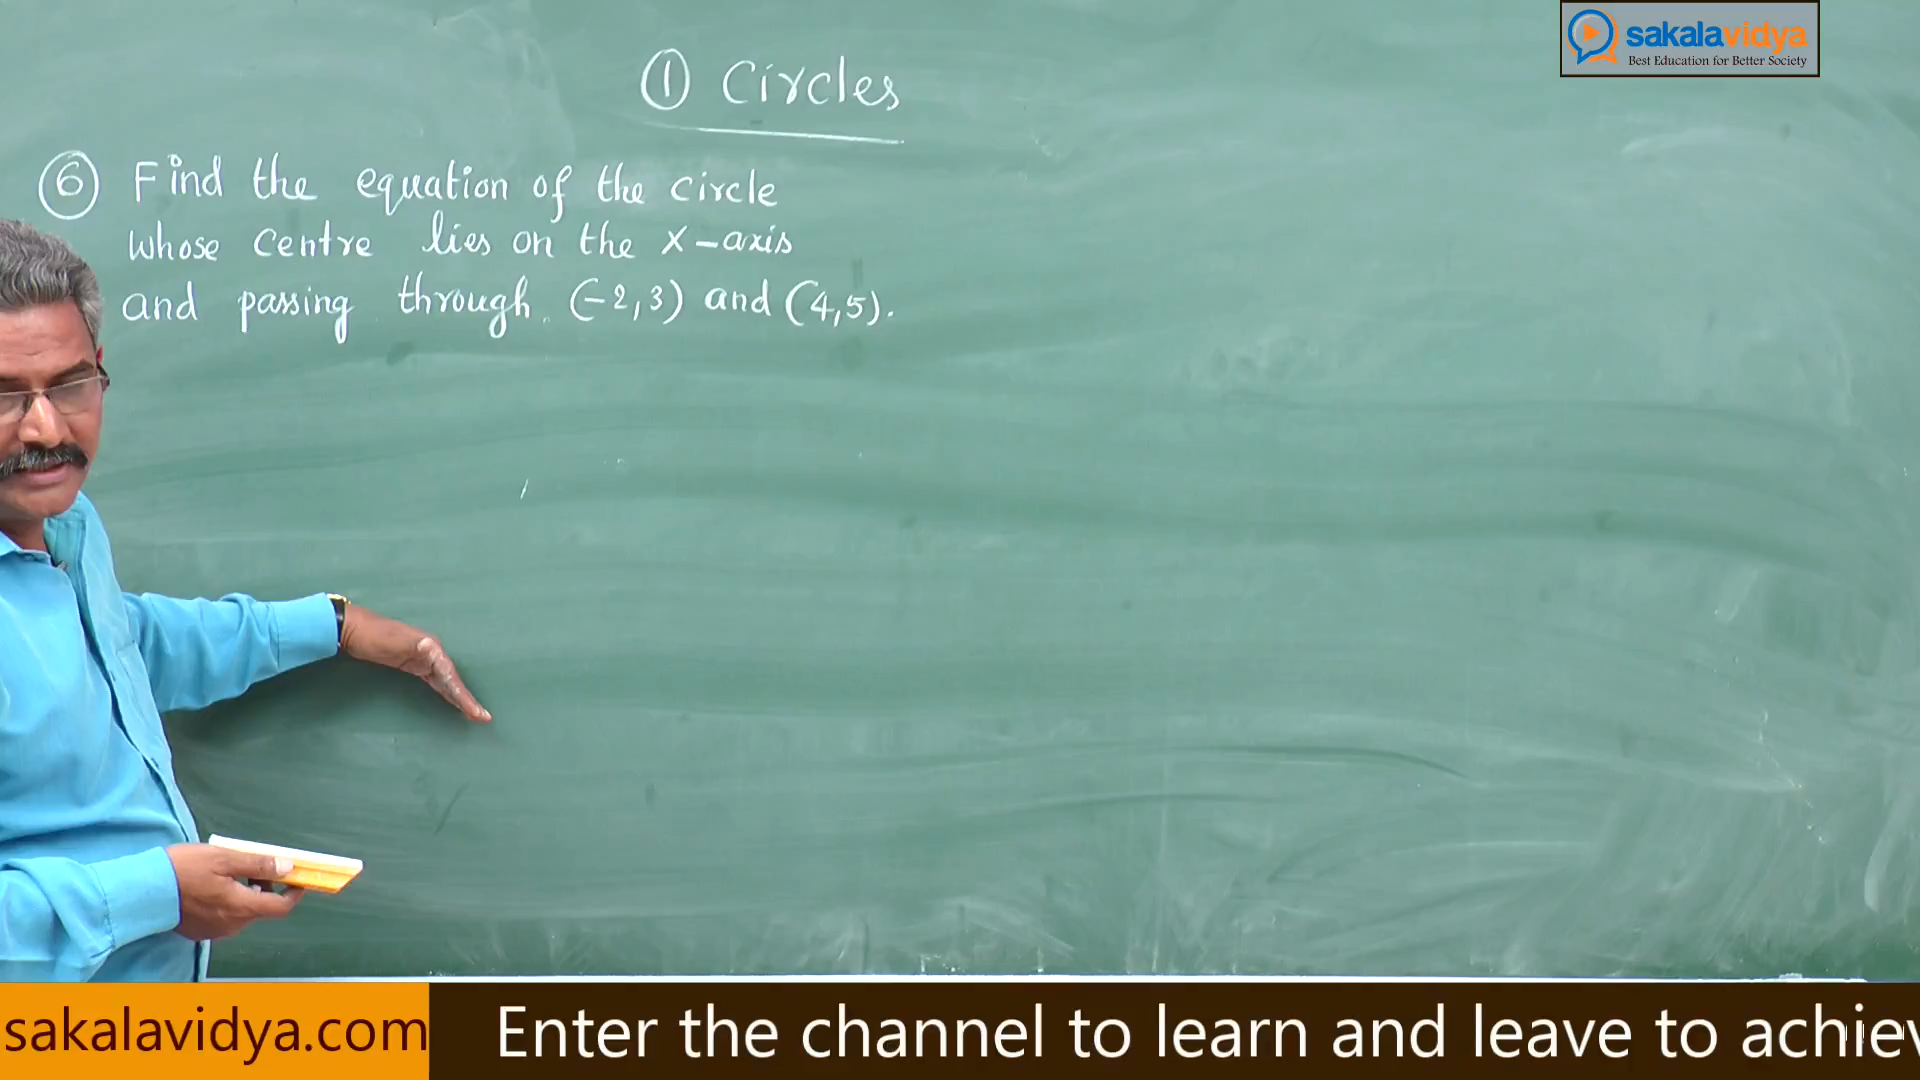 sakalavidya
Best Education for Better Society
① Circles
⑥ Find the equation of the circle
whose centre lies on the x-axis
and passing through (-2,3) and (4,5).
sakalavidya.com Enter the channel to learn and leave to achiev